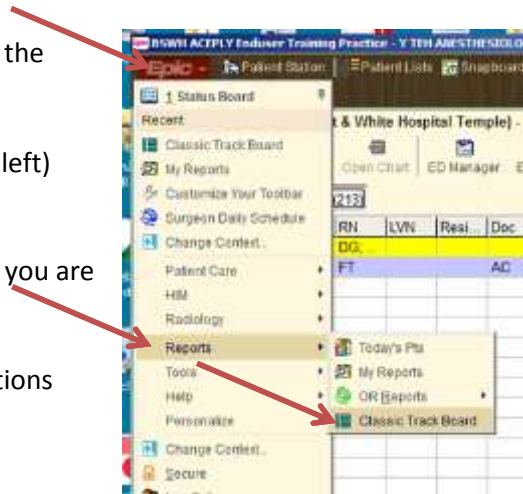 the
left)
you are
tions
BSWH ACFPLY Enduser Training Practice - Y TEH ANESTHESIOLO
Epic Patient Station Patient Lists Snapboard
1 Status Board
Recent
Classic Track Board
My Reports
Customize Your Toolbar
Surgeon Daily Schedule
Change Context..
Patient Care
HIM
Radiology
Reports
Tools
Help
Personalize
Change Context..
Secure
t & White Hospital Temple) -
Open Chart ED Manager E
(213)
RN LVN Resi... Doc
DG; ..
FT AC
Today's Pts
My Reports
OR Reports
Classic Track Board